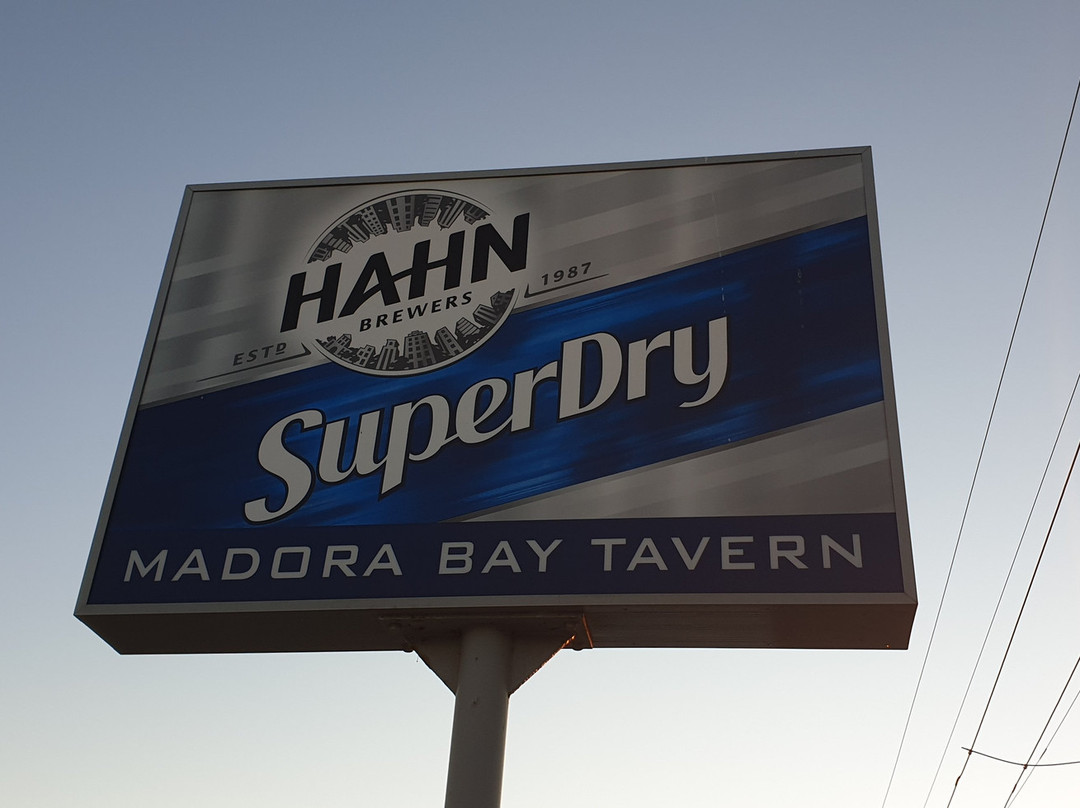 HAHN
BREWERS
ESTD 1987
SuperDry
MADORA BAY TAVERN